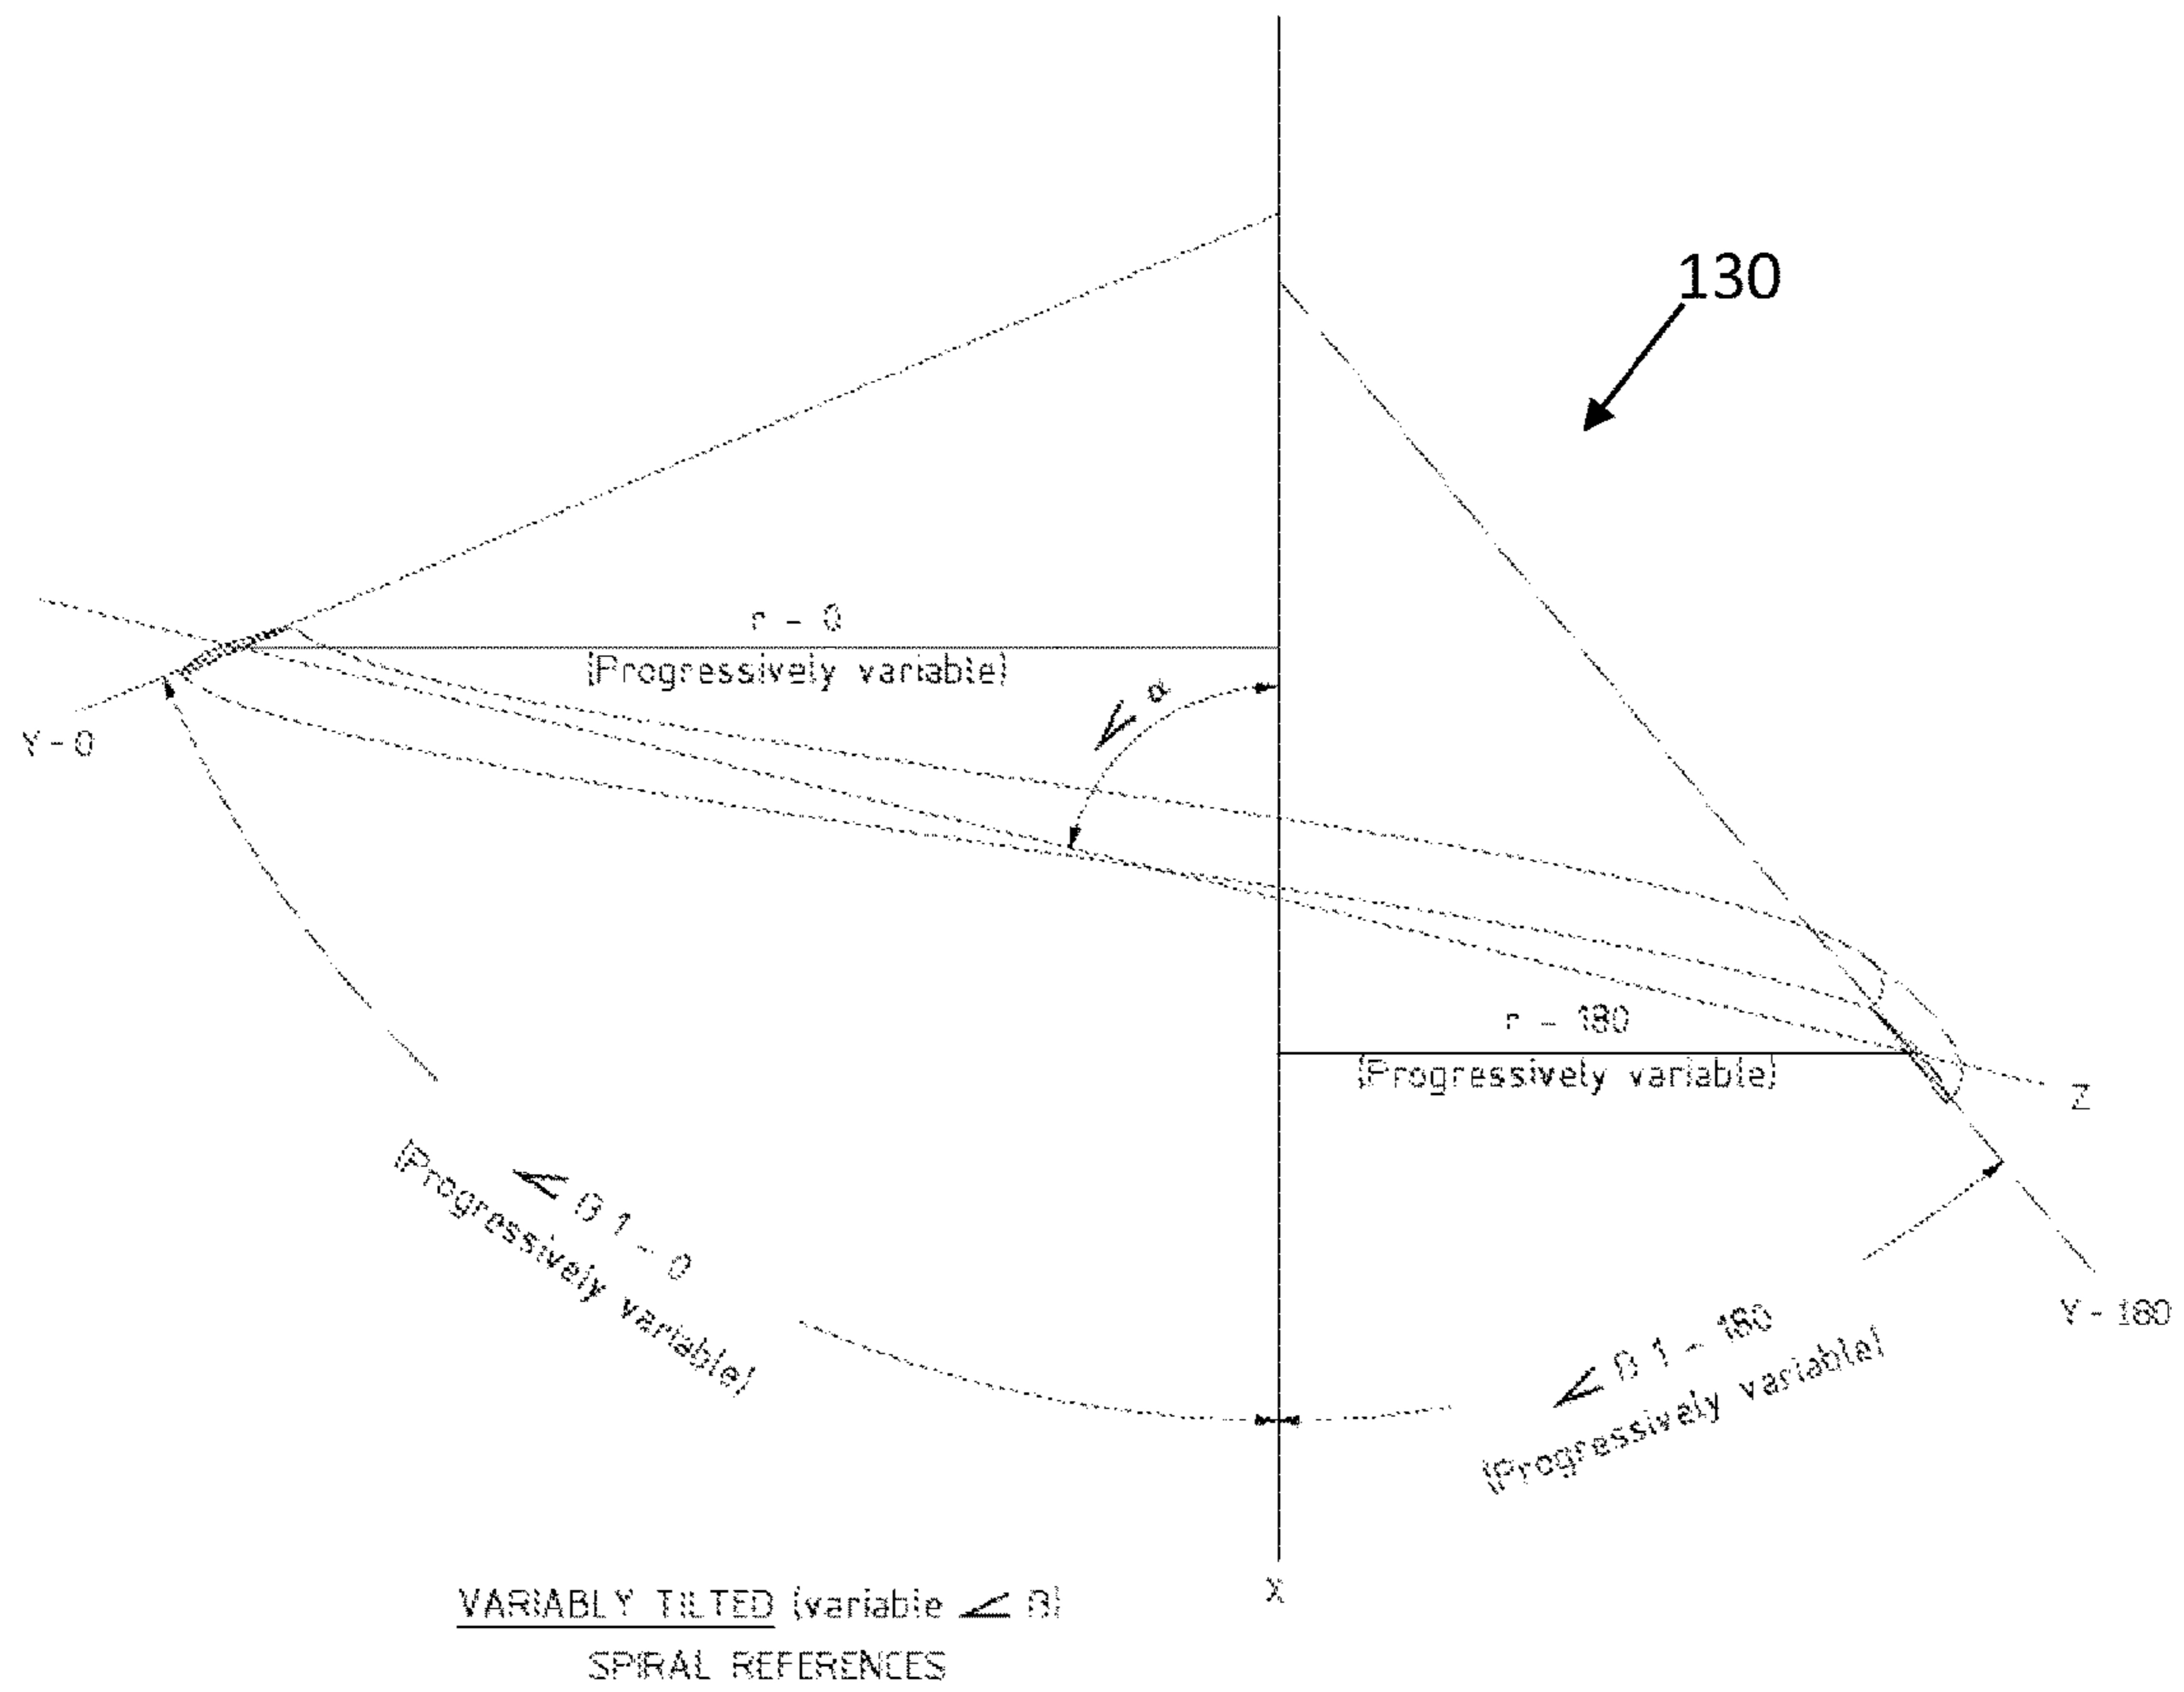 130
r - 0
(Progressively variable)
∠ α
Y - 0
r - 180
(Progressively variable)
Z
∠ B 1 - 0
(Progressively variable)
Y - 180
∠ B 1 - 180
(Progressively variable)
X
VARIABLY TILTED (variable ∠ B)
SPIRAL REFERENCES